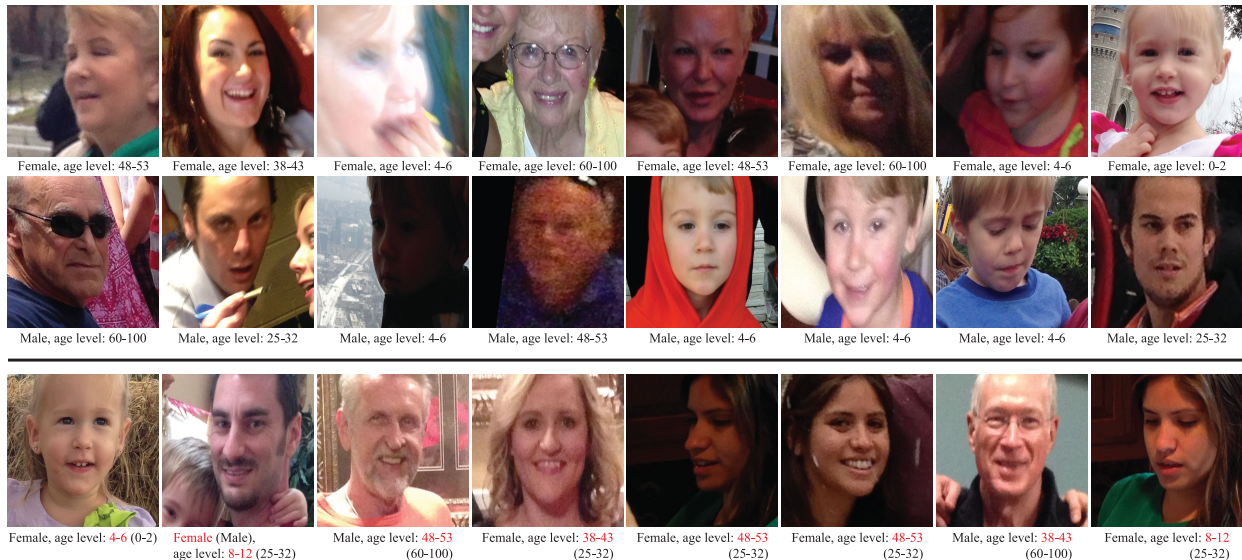 Female, age level: 48-53
Female, age level: 38-43
Female, age level: 4-6
Female, age level: 60-100
Female, age level: 48-53
Female, age level: 60-100
Female, age level: 4-6
Female, age level: 0-2
Male, age level: 60-100
Male, age level: 25-32
Male, age level: 4-6
Male, age level: 48-53
Male, age level: 4-6
Male, age level: 4-6
Male, age level: 4-6
Male, age level: 25-32
Female, age level: 4-6 (0-2)
Female (Male),
age level: 8-12 (25-32)
Male, age level: 48-53
(60-100)
Female, age level: 38-43
(25-32)
Female, age level: 48-53
(25-32)
Female, age level: 48-53
(25-32)
Male, age level: 38-43
(60-100)
Female, age level: 8-12
(25-32)